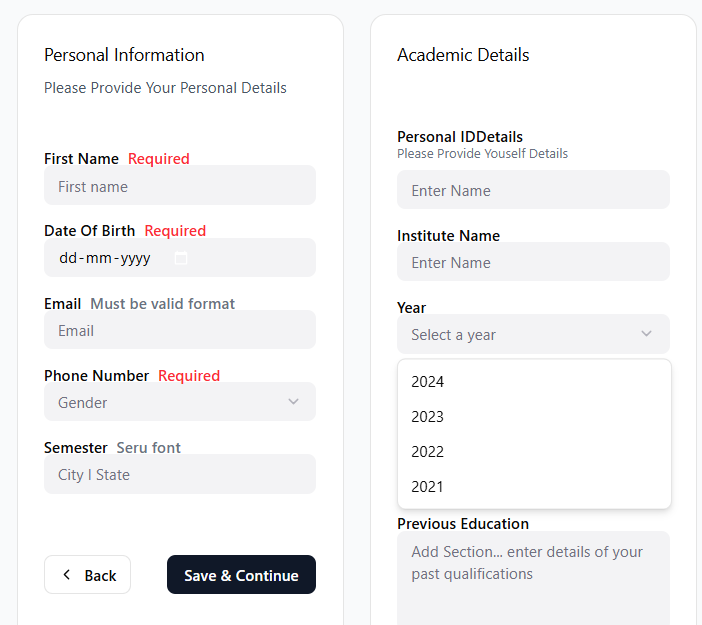 Personal Information
Please Provide Your Personal Details
First Name Required
First name
Date Of Birth Required
dd-mm-yyyy
Email Must be valid format
Email
Phone Number Required
Gender
Semester Seru font
City I State
Back
Save & Continue
Academic Details
Personal IDDetails
Please Provide Youself Details
Enter Name
Institute Name
Enter Name
Year
Select a year
2024
2023
2022
2021
Previous Education
Add Section... enter details of your
past qualifications